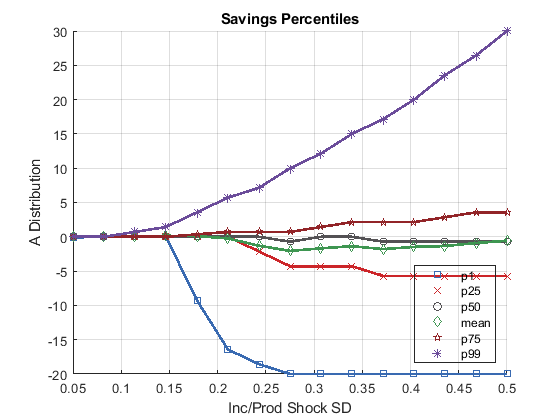 Savings Percentiles
30
25
20
15
10
5
0
-5
-10
-15
-20
A Distribution
0.05
0.1
0.15
0.2
0.25
0.3
0.35
0.4
0.45
0.5
Inc/Prod Shock SD
p1
p25
p50
mean
p75
p99